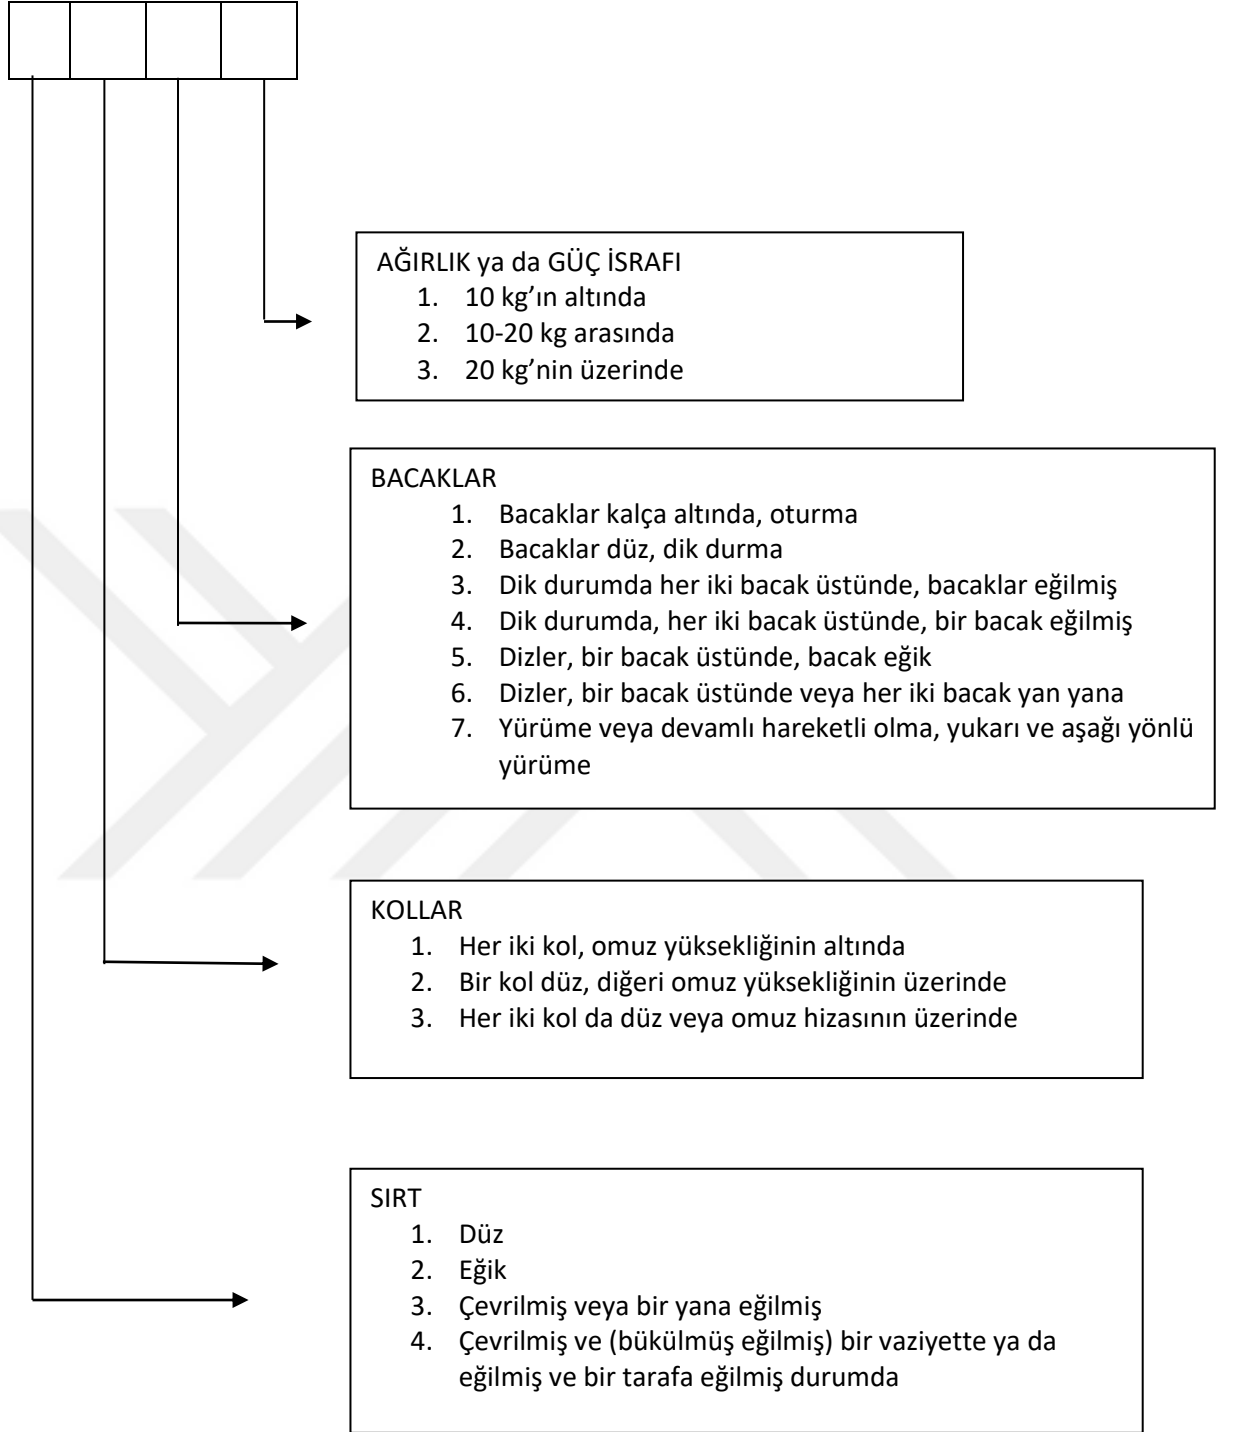 AĞIRLIK ya da GÜÇ İSRAFI
1. 10 kg’ın altında
2. 10-20 kg arasında
3. 20 kg’nin üzerinde
BACAKLAR
1. Bacaklar kalça altında, oturma
2. Bacaklar düz, dik durma
3. Dik durumda her iki bacak üstünde, bacaklar eğilmiş
4. Dik durumda, her iki bacak üstünde, bir bacak eğilmiş
5. Dizler, bir bacak üstünde, bacak eğik
6. Dizler, bir bacak üstünde veya her iki bacak yan yana
7. Yürüme veya devamlı hareketli olma, yukarı ve aşağı yönlü
yürüme
KOLLAR
1. Her iki kol, omuz yüksekliğinin altında
2. Bir kol düz, diğeri omuz yüksekliğinin üzerinde
3. Her iki kol da düz veya omuz hizasının üzerinde
SIRT
1. Düz
2. Eğik
3. Çevrilmiş veya bir yana eğilmiş
4. Çevrilmiş ve (bükülmüş eğilmiş) bir vaziyette ya da
eğilmiş ve bir tarafa eğilmiş durumda